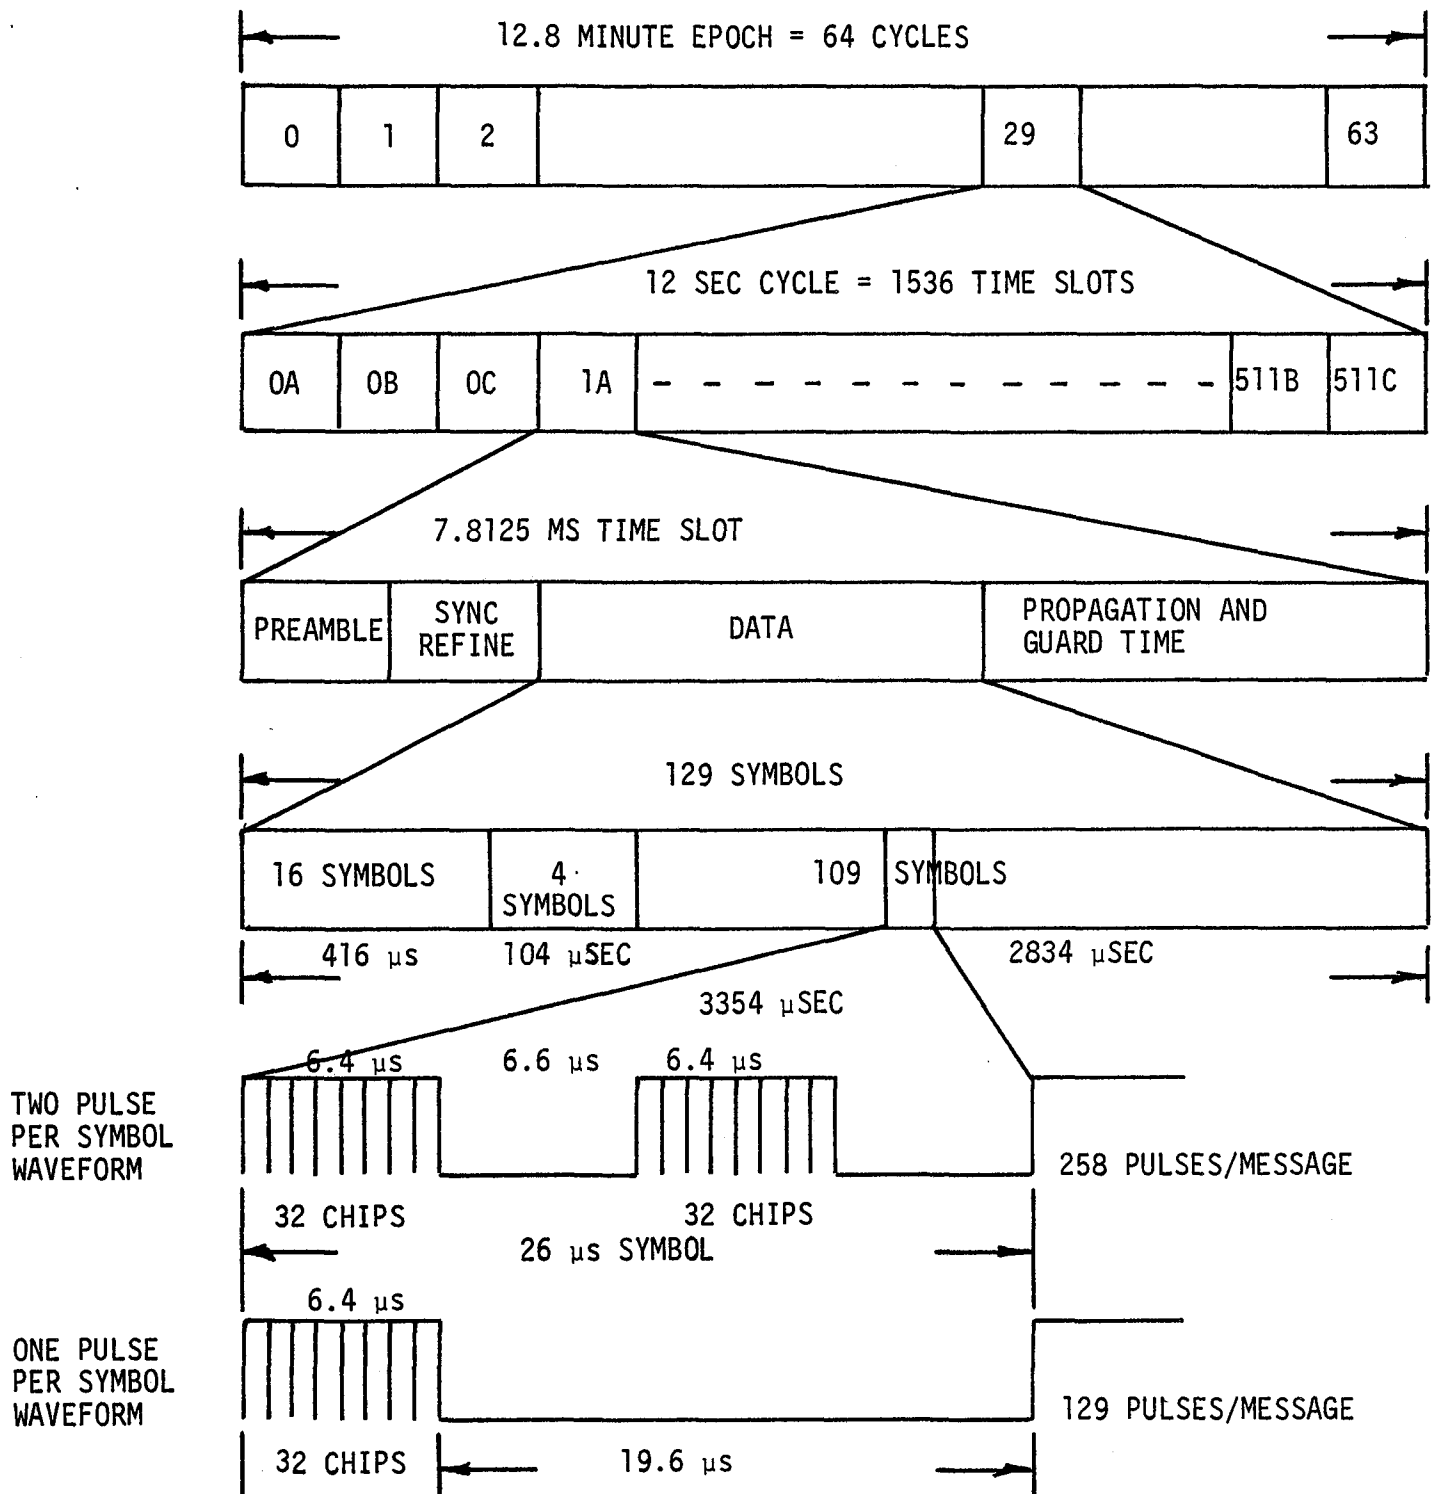 12.8 MINUTE EPOCH = 64 CYCLES
0 1 2 29 63
12 SEC CYCLE = 1536 TIME SLOTS
0A 0B 0C 1A 511B 511C
7.8125 MS TIME SLOT
PREAMBLE
SYNC
REFINE
DATA
PROPAGATION AND
GUARD TIME
129 SYMBOLS
16 SYMBOLS
4
SYMBOLS
109 SYMBOLS
416 μs 104 μSEC 2834 μSEC
3354 μSEC
6.4 μs 6.6 μs 6.4 μs
TWO PULSE
PER SYMBOL
WAVEFORM
258 PULSES/MESSAGE
32 CHIPS 32 CHIPS
26 μs SYMBOL
6.4 μs
ONE PULSE
PER SYMBOL
WAVEFORM
129 PULSES/MESSAGE
32 CHIPS 19.6 μs